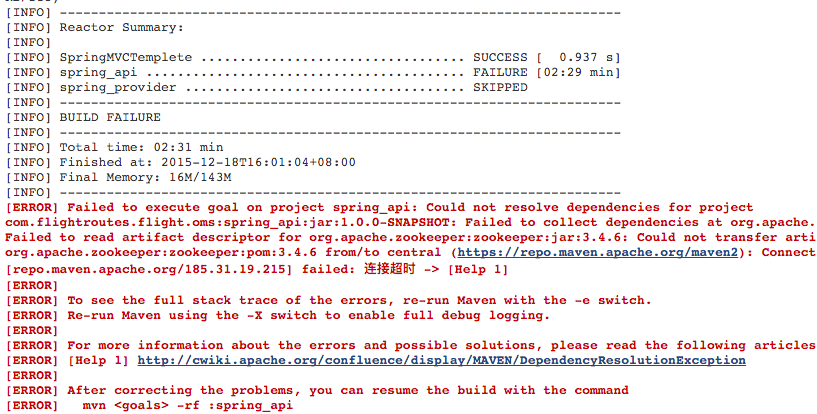 [INFO] ------------------------------------------------------------------------
[INFO] Reactor Summary:
[INFO]
[INFO] SpringMVCTemplete .................................. SUCCESS [  0.937 s]
[INFO] spring_api ......................................... FAILURE [02:29 min]
[INFO] spring_provider .................................... SKIPPED
[INFO] ------------------------------------------------------------------------
[INFO] BUILD FAILURE
[INFO] ------------------------------------------------------------------------
[INFO] Total time: 02:31 min
[INFO] Finished at: 2015-12-18T16:01:04+08:00
[INFO] Final Memory: 16M/143M
[INFO] ------------------------------------------------------------------------
[ERROR] Failed to execute goal on project spring_api: Could not resolve dependencies for project
com.flightroutes.flight.oms:spring_api:jar:1.0.0-SNAPSHOT: Failed to collect dependencies at org.apache.
Failed to read artifact descriptor for org.apache.zookeeper:zookeeper:jar:3.4.6: Could not transfer arti
org.apache.zookeeper:zookeeper:pom:3.4.6 from/to central (https://repo.maven.apache.org/maven2): Connect
[repo.maven.apache.org/185.31.19.215] failed: 连接超时 -> [Help 1]
[ERROR]
[ERROR] To see the full stack trace of the errors, re-run Maven with the -e switch.
[ERROR] Re-run Maven using the -X switch to enable full debug logging.
[ERROR]
[ERROR] For more information about the errors and possible solutions, please read the following articles
[ERROR] [Help 1] http://cwiki.apache.org/confluence/display/MAVEN/DependencyResolutionException
[ERROR]
[ERROR] After correcting the problems, you can resume the build with the command
[ERROR]   mvn <goals> -rf :spring_api